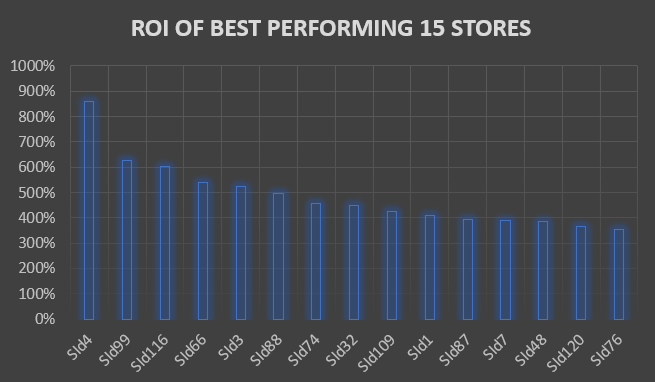 ROI OF BEST PERFORMING 15 STORES
1000%
900%
800%
700%
600%
500%
400%
300%
200%
100%
0%
SId4
SId99
SId116
SId66
SId3
SId88
SId74
SId32
SId109
SId1
SId87
SId7
SId48
SId120
SId76